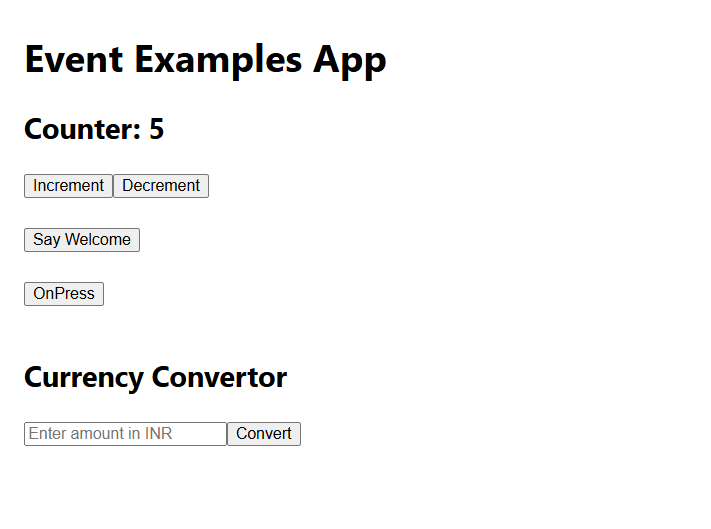 Event Examples App
Counter: 5
Increment Decrement
Say Welcome
OnPress
Currency Convertor
Enter amount in INR Convert